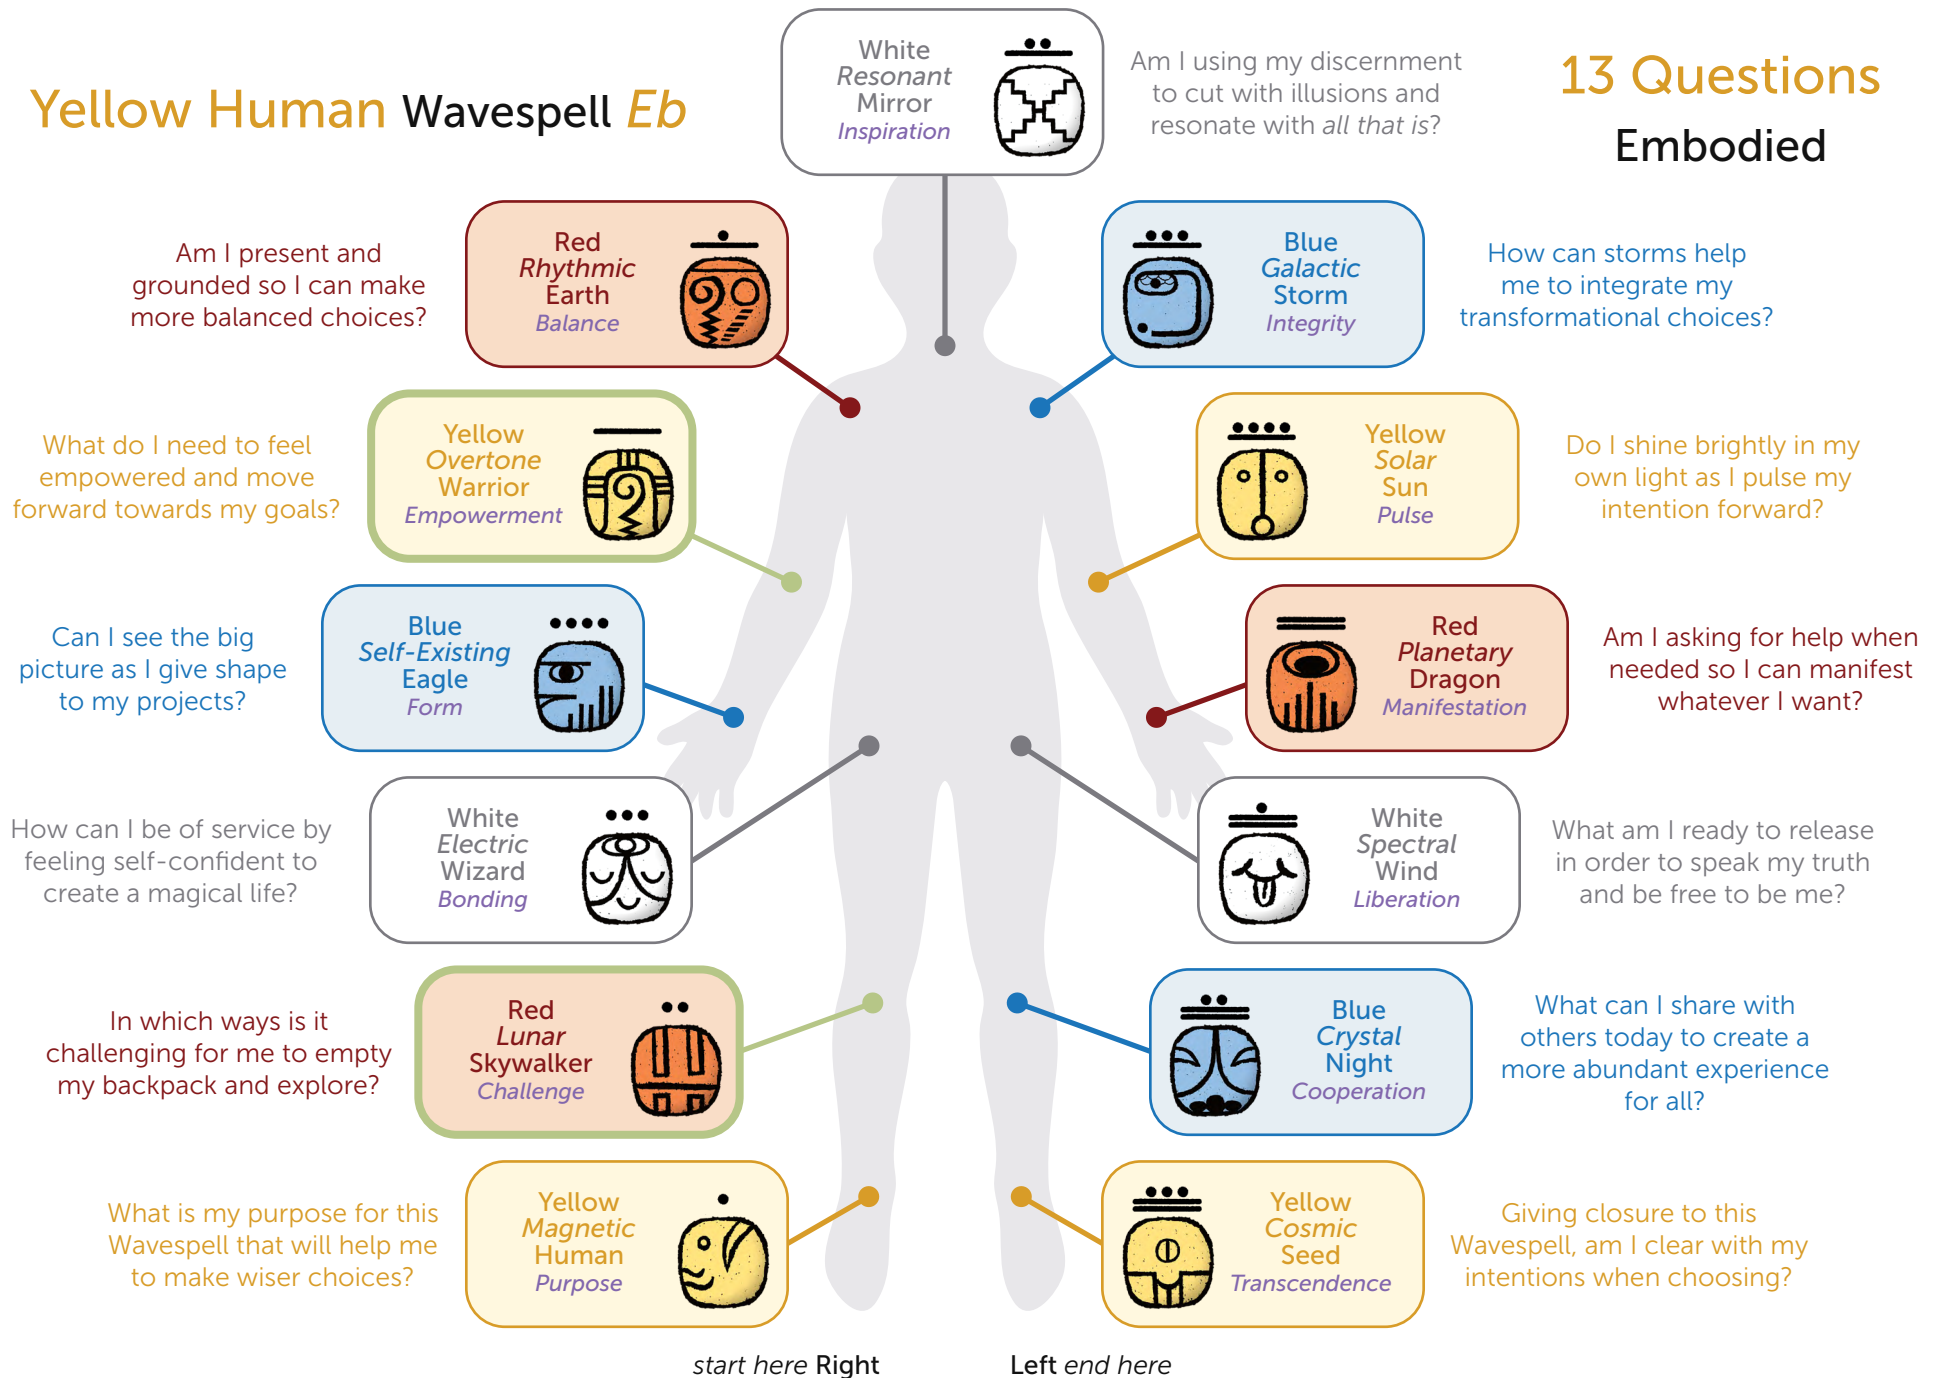 Yellow Human Wavespell Eb
13 Questions
Embodied
White
Resonant
Mirror
Inspiration
Am I using my discernment
to cut with illusions and
resonate with all that is?
Am I present and
grounded so I can make
more balanced choices?
Red
Rhythmic
Earth
Balance
Blue
Galactic
Storm
Integrity
How can storms help
me to integrate my
transformational choices?
What do I need to feel
empowered and move
forward towards my goals?
Yellow
Overtone
Warrior
Empowerment
Yellow
Solar
Sun
Pulse
Do I shine brightly in my
own light as I pulse my
intention forward?
Can I see the big
picture as I give shape
to my projects?
Blue
Self-Existing
Eagle
Form
Red
Planetary
Dragon
Manifestation
Am I asking for help when
needed so I can manifest
whatever I want?
How can I be of service by
feeling self-confident to
create a magical life?
White
Electric
Wizard
Bonding
White
Spectral
Wind
Liberation
What am I ready to release
in order to speak my truth
and be free to be me?
In which ways is it
challenging for me to empty
my backpack and explore?
Red
Lunar
Skywalker
Challenge
Blue
Crystal
Night
Cooperation
What can I share with
others today to create a
more abundant experience
for all?
What is my purpose for this
Wavespell that will help me
to make wiser choices?
Yellow
Magnetic
Human
Purpose
Yellow
Cosmic
Seed
Transcendence
Giving closure to this
Wavespell, am I clear with my
intentions when choosing?
start here Right
Left end here